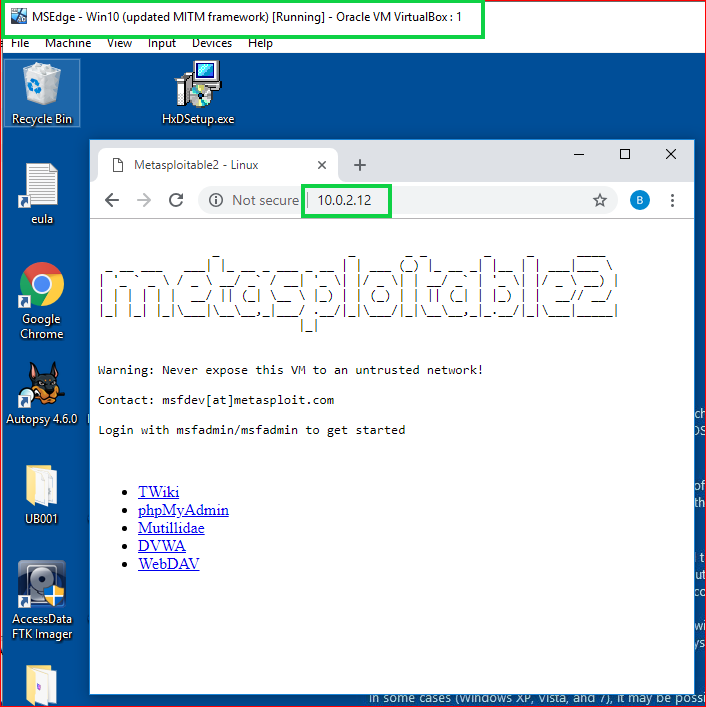 MSEdge - Win10 (updated MITM framework) [Running] - Oracle VM VirtualBox : 1
File Machine View Input Devices Help
Recycle Bin
HxDSetup.exe
eula
Google
Chrome
Autopsy 4.6.0
UB001
AccessData
FTK Imager
Metasploitable2 - Linux
Not secure | 10.0.2.12
B
metasploitable2
Warning: Never expose this VM to an untrusted network!
Contact: msfdev[at]metasploit.com
Login with msfadmin/msfadmin to get started
TWiki
phpMyAdmin
Mutillidae
DVWA
WebDAV
in some cases (Windows XP, Vista, and 7), it may be